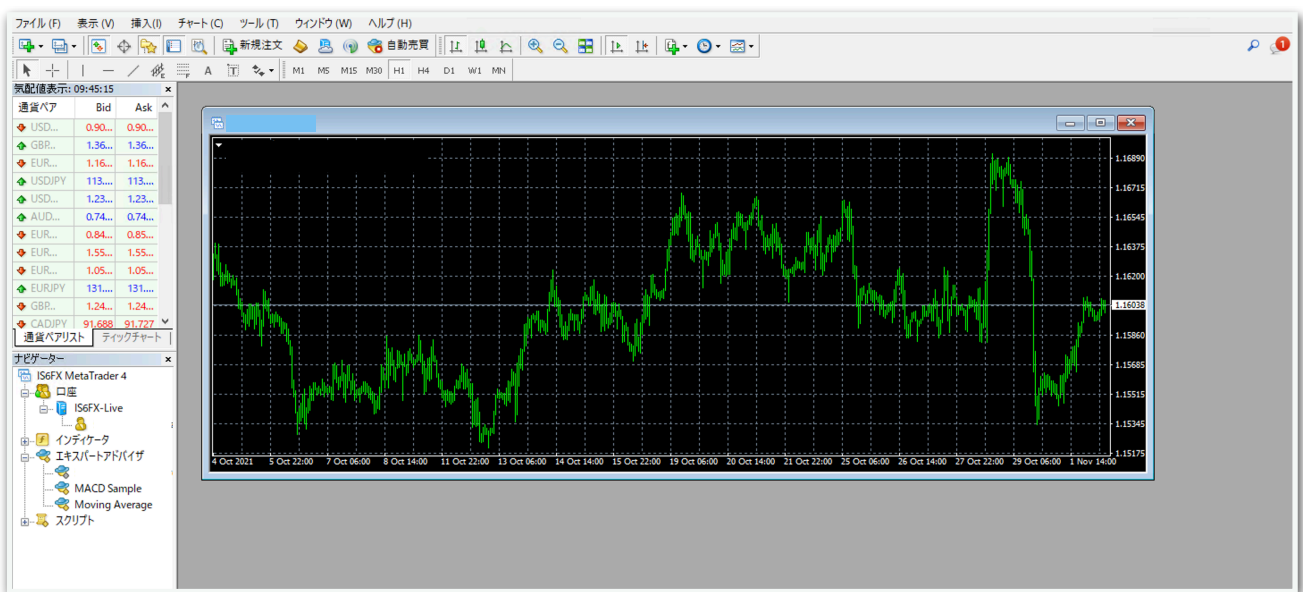 ファイル (F) 表示 (V) 挿入(I) チャート(C) ツール (T) ウィンドウ (W) ヘルプ (H)
新規注文 自動売買 1
A T M1 M5 M15 M30 H1 H4 D1 W1 MN
気配値表示: 09:45:15
通貨ペア Bid Ask
USD... 0.90... 0.90...
GBP... 1.36... 1.36...
EUR... 1.16... 1.16...
USDJPY 113.... 113....
USD... 1.23... 1.23...
AUD... 0.74... 0.74...
EUR... 0.84... 0.85...
EUR... 1.55... 1.55...
EUR... 1.05... 1.05...
EURJPY 131.... 131....
GBP... 1.24... 1.24...
CADJPY 91.688 91.727
通貨ペアリスト ティックチャート
ナビゲーター
IS6FX MetaTrader 4
口座
IS6FX-Live
インディケータ
エキスパートアドバイザ
MACD Sample
Moving Average
スクリプト
1.16890
1.16715
1.16545
1.16375
1.16200
1.16038
1.15860
1.15685
1.15515
1.15345
1.15175
4 Oct 2021 5 Oct 22:00 7 Oct 06:00 8 Oct 14:00 11 Oct 22:00 13 Oct 06:00 14 Oct 14:00 15 Oct 22:00 19 Oct 06:00 20 Oct 14:00 21 Oct 22:00 25 Oct 06:00 26 Oct 14:00 27 Oct 22:00 29 Oct 06:00 1 Nov 14:00